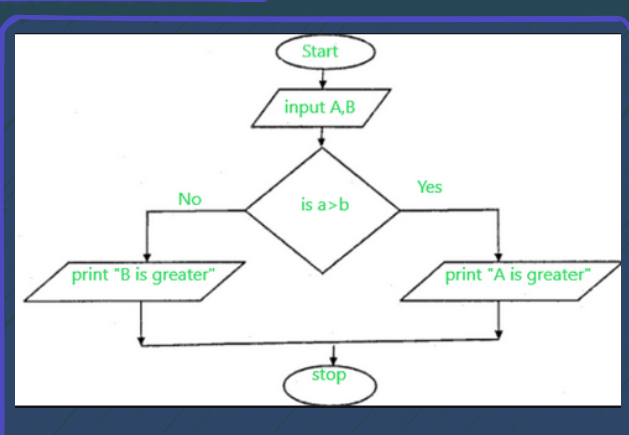 Start
input A,B
is a>b
No
Yes
print "B is greater"
print "A is greater"
stop